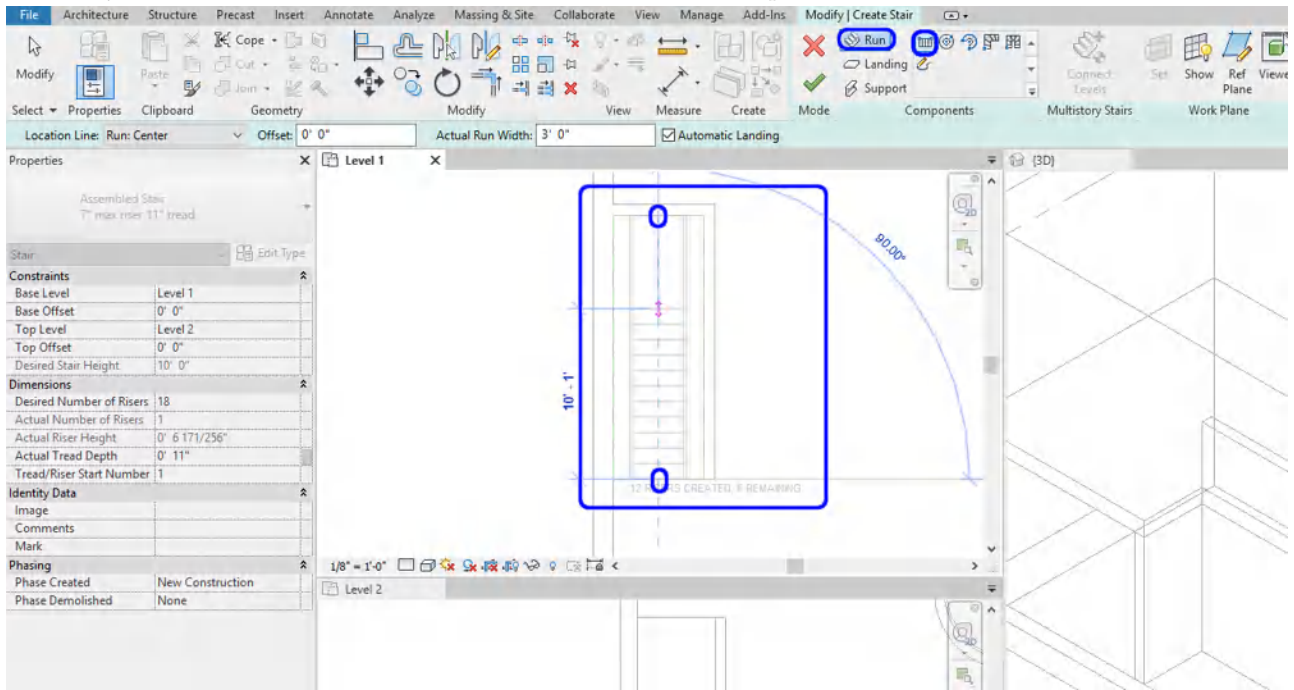 File Architecture Structure Precast Insert Annotate Analyze Massing & Site Collaborate View Manage Add-Ins Modify | Create Stair
Cope
Run
Modify
Paste
Cut
Landing
Connect Levels
Set
Show
Ref Plane
Viewe
Join
Support
Select Properties Clipboard Geometry Modify View Measure Create Mode Components Multistory Stairs Work Plane
Location Line: Run: Center Offset: 0' 0" Actual Run Width: 3' 0" Automatic Landing
Properties
Level 1
{3D}
Assembled Stair
7" max riser 11" tread
Stair
Edit Type
Constraints
Base Level Level 1
Base Offset 0' 0"
Top Level Level 2
Top Offset 0' 0"
Desired Stair Height 10' 0"
Dimensions
Desired Number of Risers 18
Actual Number of Risers 1
Actual Riser Height 0' 6 171/256"
Actual Tread Depth 0' 11"
Tread/Riser Start Number 1
Identity Data
Image
Comments
Mark
Phasing
Phase Created New Construction
Phase Demolished None
2D
90.00°
10' - 1'
CREATED, 6 REMAINING
1/8" = 1'-0"
Level 2
2D